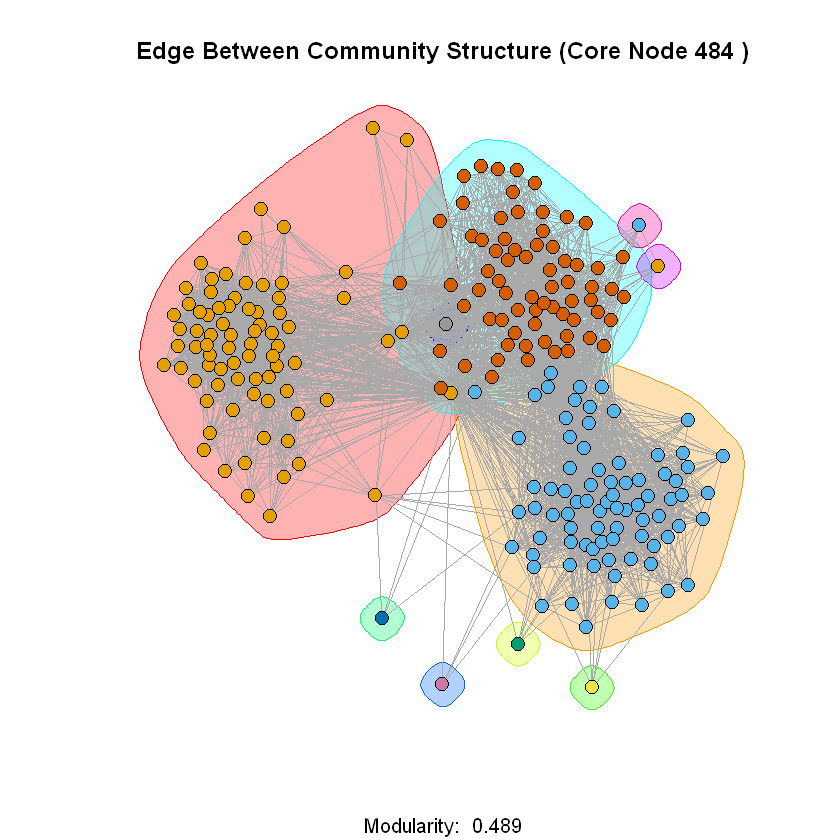 Edge Between Community Structure (Core Node 484 )
Modularity:  0.489